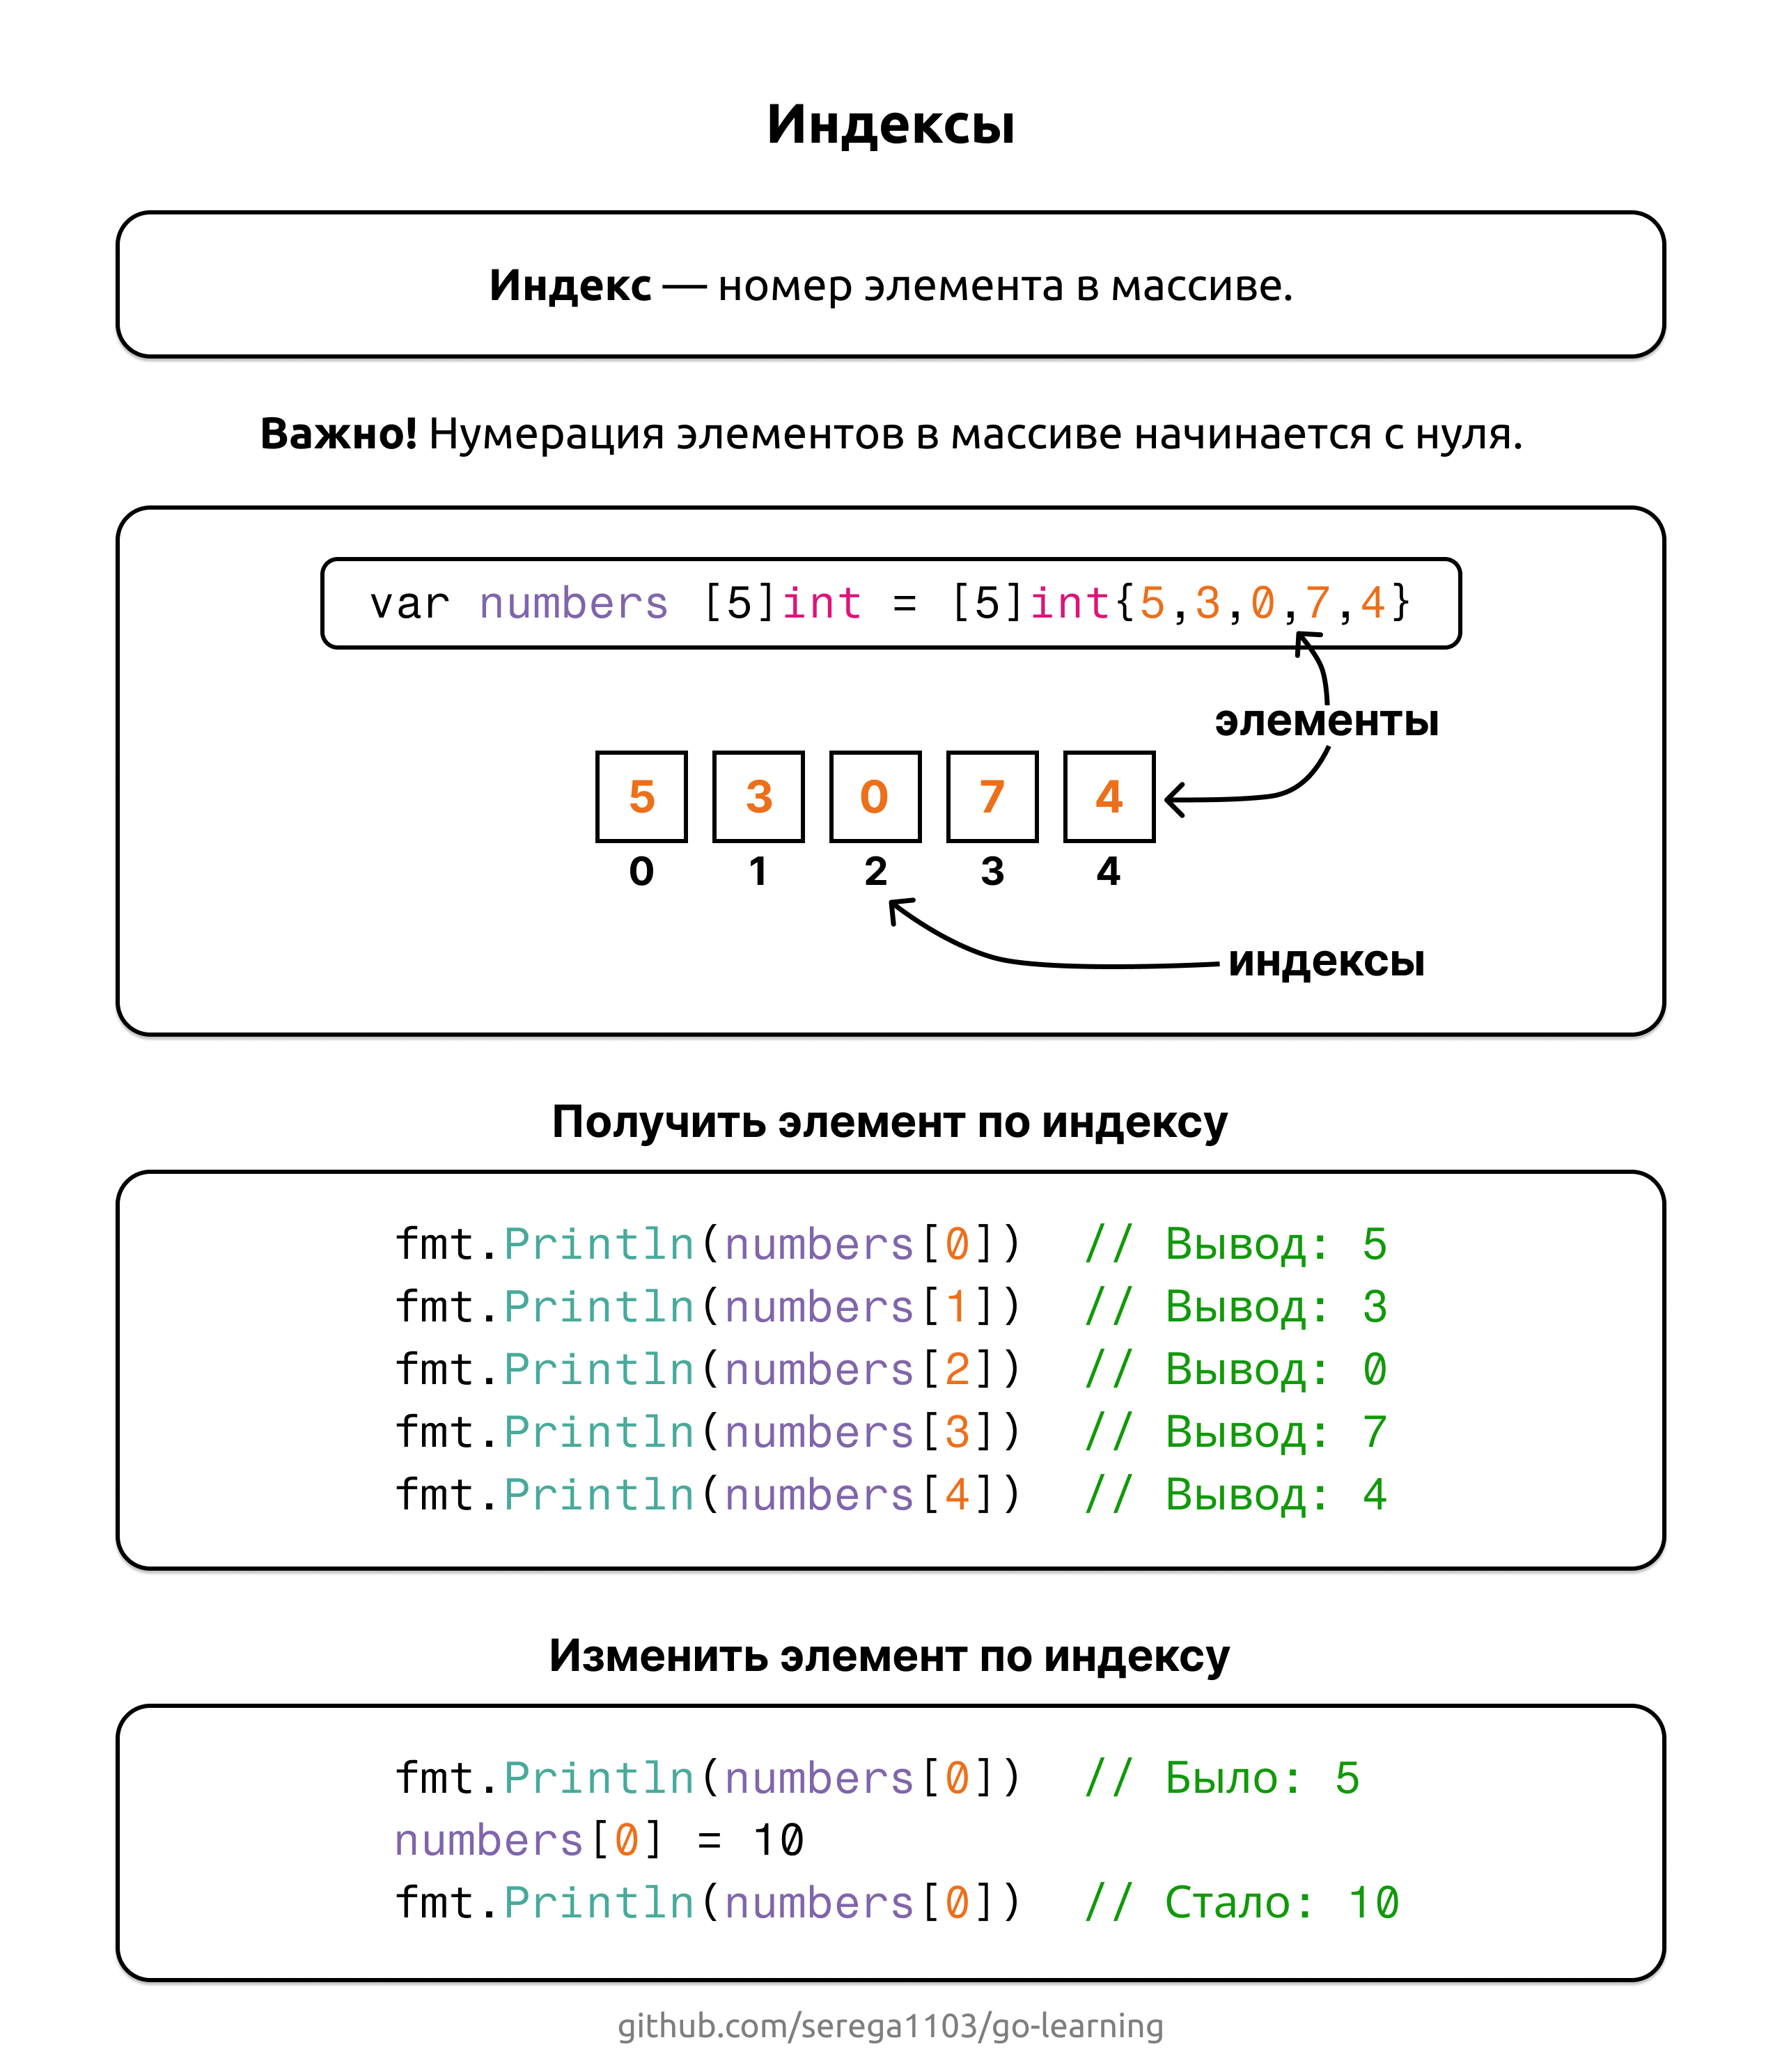 Индексы
Индекс — номер элемента в массиве.
Важно! Нумерация элементов в массиве начинается с нуля.
var numbers [5]int = [5]int{5,3,0,7,4}
элементы
5 3 0 7 4
0 1 2 3 4
индексы
Получить элемент по индексу
fmt.Println(numbers[0]) // Вывод: 5
fmt.Println(numbers[1]) // Вывод: 3
fmt.Println(numbers[2]) // Вывод: 0
fmt.Println(numbers[3]) // Вывод: 7
fmt.Println(numbers[4]) // Вывод: 4
Изменить элемент по индексу
fmt.Println(numbers[0]) // Было: 5
numbers[0] = 10
fmt.Println(numbers[0]) // Стало: 10
github.com/serega1103/go-learning